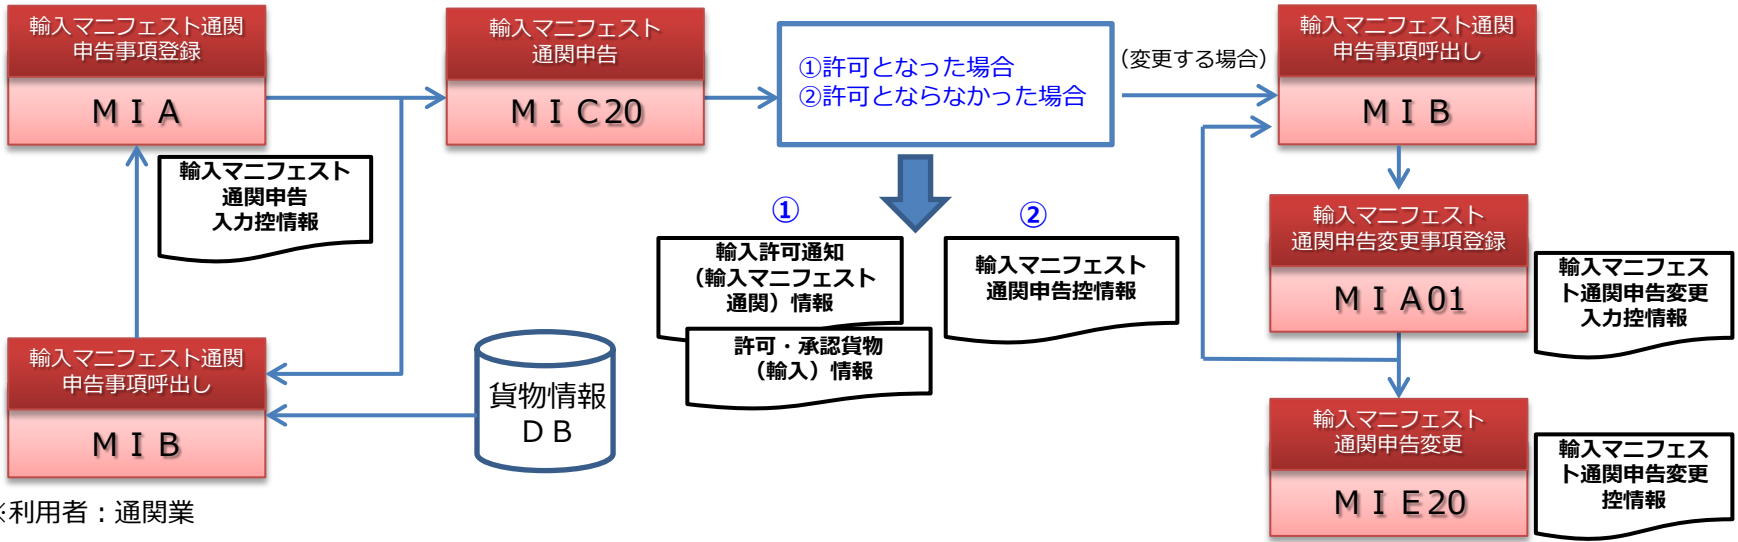 輸入マニフェスト通関
申告事項登録
ＭＩＡ
輸入マニフェスト
通関申告
入力控情報
輸入マニフェスト通関
申告事項呼出し
ＭＩＢ
※利用者：通関業
貨物情報
ＤＢ
輸入マニフェスト
通関申告
ＭＩＣ20
①許可となった場合
②許可とならなかった場合
①
輸入許可通知
（輸入マニフェスト
通関）情報
許可・承認貨物
（輸入）情報
②
輸入マニフェスト
通関申告控情報
（変更する場合）
輸入マニフェスト通関
申告事項呼出し
ＭＩＢ
輸入マニフェスト
通関申告変更事項登録
ＭＩＡ01
輸入マニフェス
ト通関申告変更
入力控情報
輸入マニフェスト
通関申告変更
ＭＩＥ20
輸入マニフェス
ト通関申告変更
控情報